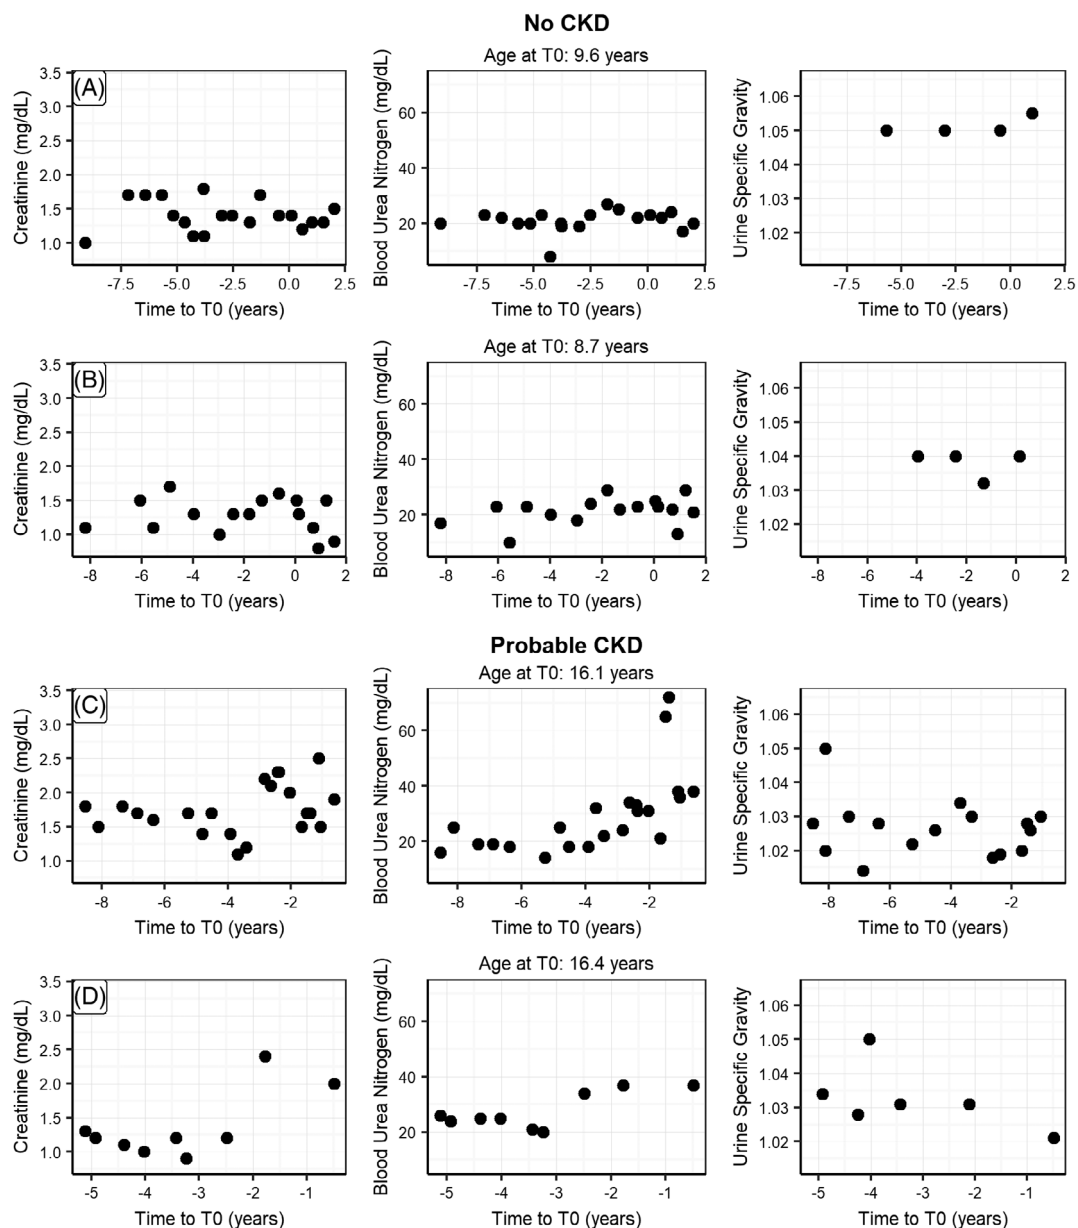 No CKD
Age at T0: 9.6 years
(A)
Creatinine (mg/dL)
3.5
3.0
2.5
2.0
1.5
1.0
-7.5 -5.0 -2.5 0.0 2.5
Time to T0 (years)
Blood Urea Nitrogen (mg/dL)
60
40
20
-7.5 -5.0 -2.5 0.0 2.5
Time to T0 (years)
Urine Specific Gravity
1.06
1.05
1.04
1.03
1.02
-7.5 -5.0 -2.5 0.0 2.5
Time to T0 (years)
Age at T0: 8.7 years
(B)
Creatinine (mg/dL)
3.5
3.0
2.5
2.0
1.5
1.0
-8 -6 -4 -2 0 2
Time to T0 (years)
Blood Urea Nitrogen (mg/dL)
60
40
20
-8 -6 -4 -2 0 2
Time to T0 (years)
Urine Specific Gravity
1.06
1.05
1.04
1.03
1.02
-8 -6 -4 -2 0 2
Time to T0 (years)
Probable CKD
Age at T0: 16.1 years
(C)
Creatinine (mg/dL)
3.5
3.0
2.5
2.0
1.5
1.0
-8 -6 -4 -2
Time to T0 (years)
Blood Urea Nitrogen (mg/dL)
60
40
20
-8 -6 -4 -2
Time to T0 (years)
Urine Specific Gravity
1.06
1.05
1.04
1.03
1.02
-8 -6 -4 -2
Time to T0 (years)
Age at T0: 16.4 years
(D)
Creatinine (mg/dL)
3.5
3.0
2.5
2.0
1.5
1.0
-5 -4 -3 -2 -1
Time to T0 (years)
Blood Urea Nitrogen (mg/dL)
60
40
20
-5 -4 -3 -2 -1
Time to T0 (years)
Urine Specific Gravity
1.06
1.05
1.04
1.03
1.02
-5 -4 -3 -2 -1
Time to T0 (years)